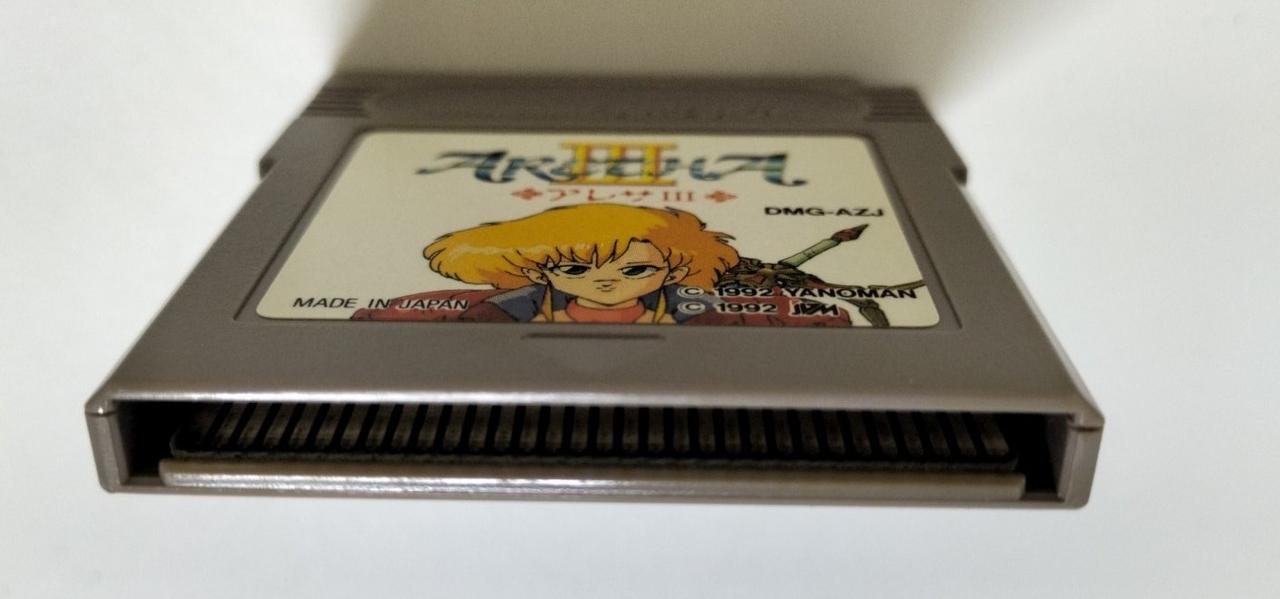 ARETHA
III
アレサIII
DMG-AZJ
MADE IN JAPAN
© 1992 YANOMAN
© 1992 JVM